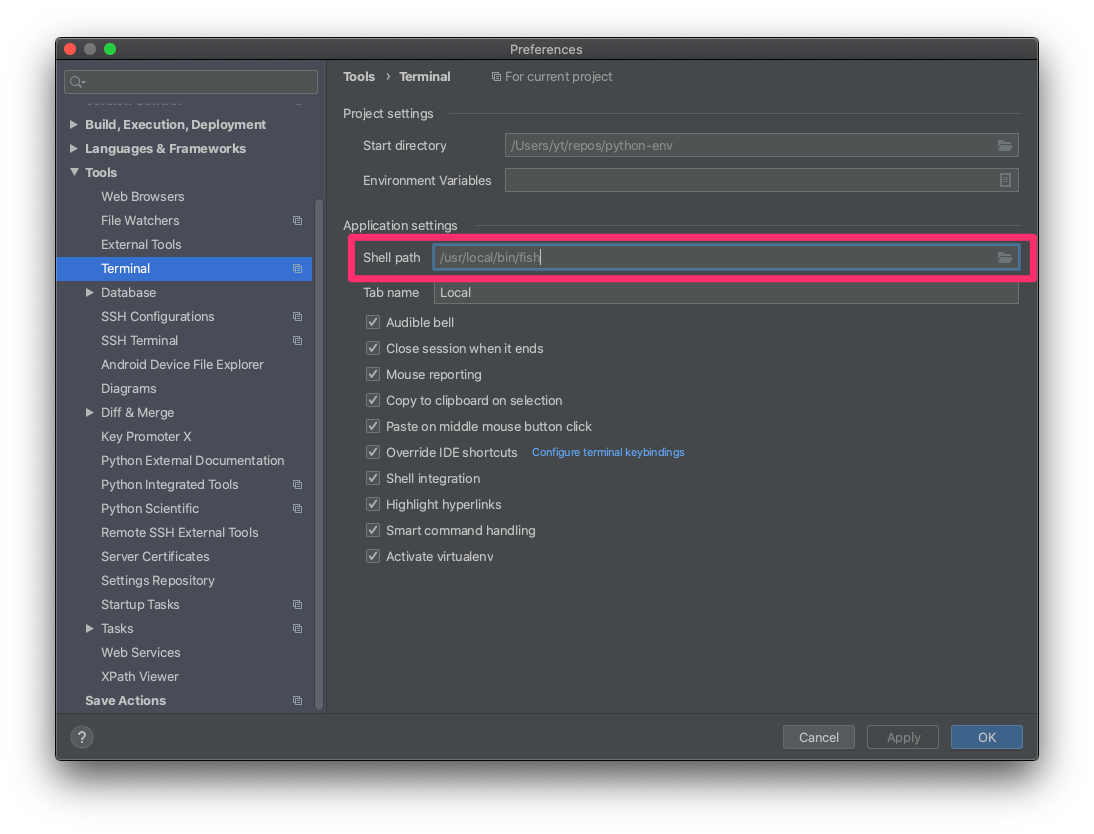 Preferences
Tools › Terminal For current project
Build, Execution, Deployment
Languages & Frameworks
Tools
Web Browsers
File Watchers
External Tools
Terminal
Database
SSH Configurations
SSH Terminal
Android Device File Explorer
Diagrams
Diff & Merge
Key Promoter X
Python External Documentation
Python Integrated Tools
Python Scientific
Remote SSH External Tools
Server Certificates
Settings Repository
Startup Tasks
Tasks
Web Services
XPath Viewer
Save Actions
Project settings
Start directory /Users/yt/repos/python-env
Environment Variables
Application settings
Shell path /usr/local/bin/fish
Tab name Local
Audible bell
Close session when it ends
Mouse reporting
Copy to clipboard on selection
Paste on middle mouse button click
Override IDE shortcuts Configure terminal keybindings
Shell integration
Highlight hyperlinks
Smart command handling
Activate virtualenv
? Cancel Apply OK